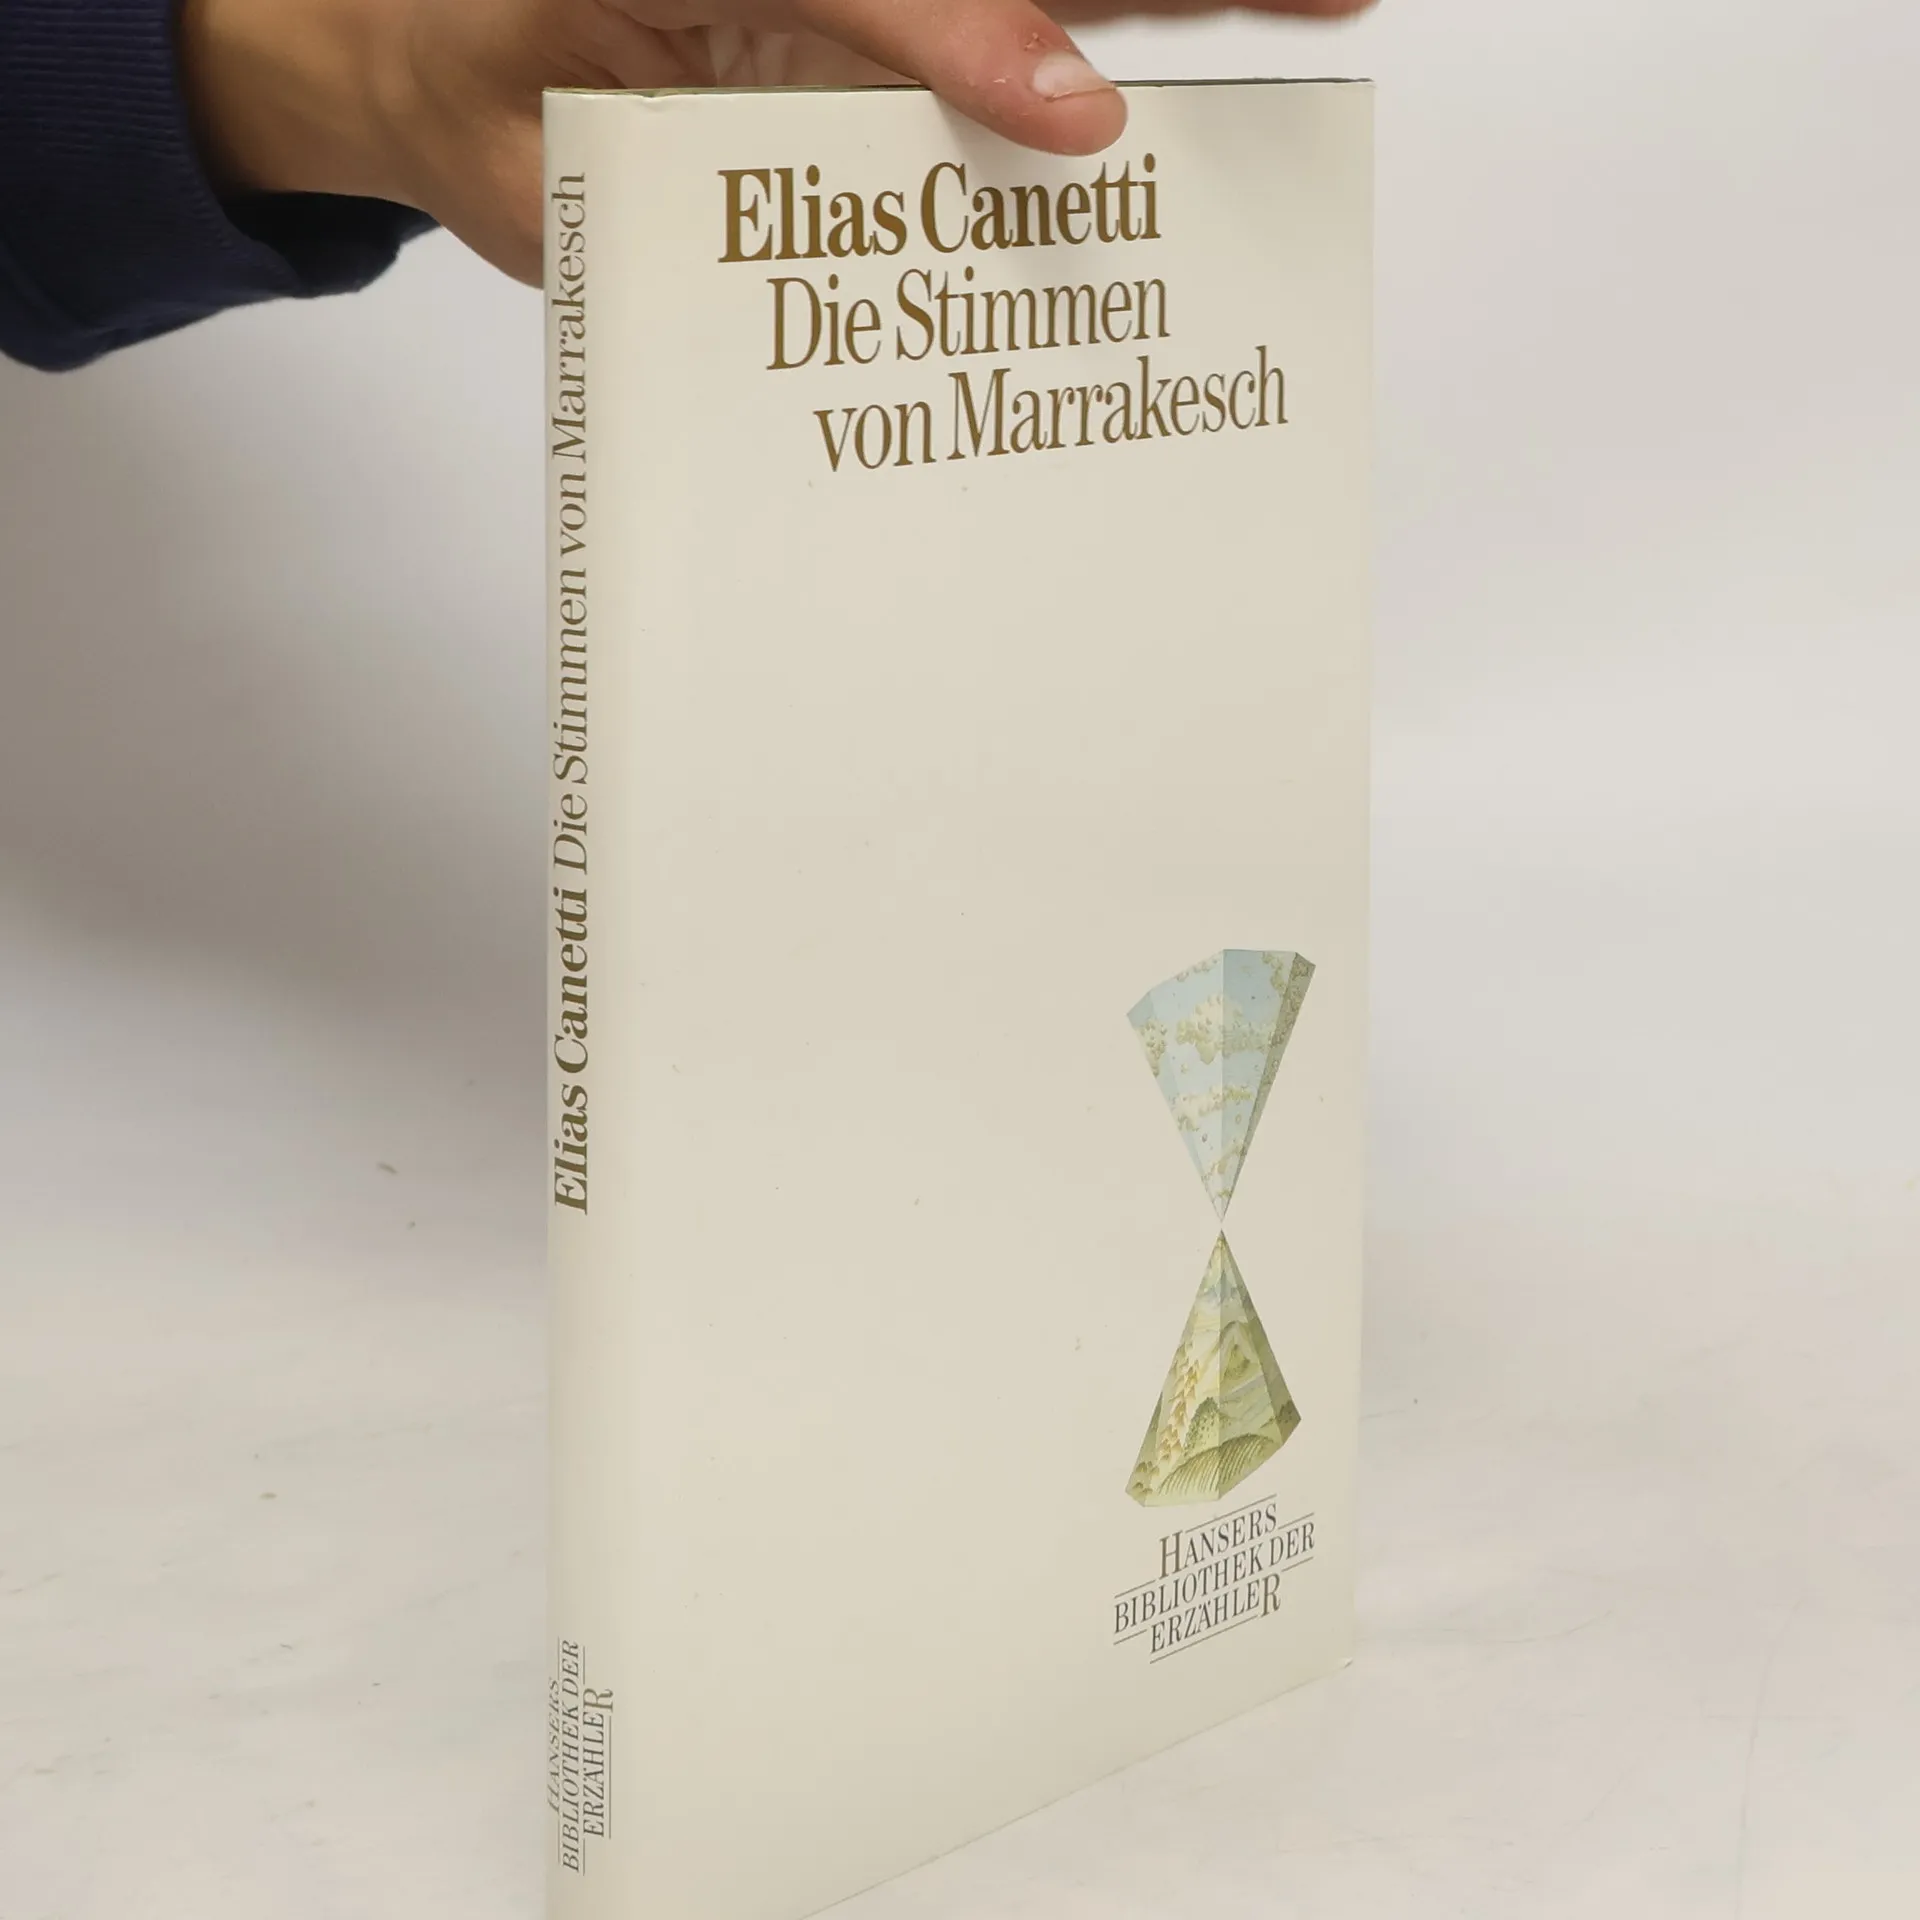 Elias Canetti
Die Stimmen
von Marrakesch
HANSERS
BIBLIOTHEK DER
ERZÄHLER
Elias Canetti Die Stimmen von Marrakesch
HANSERS
BIBLIOTHEK DER
ERZÄHLER